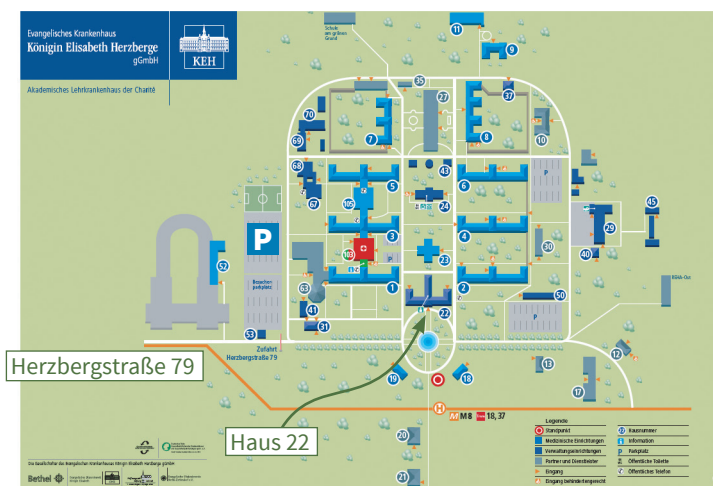 Evangelisches Krankenhaus
Königin Elisabeth Herzberge
gGmbH
KEH
Akademisches Lehrkrankenhaus der Charité
Schule
am grünen
Grund
11
9
35
27
37
7
8
10
70
69
68
67
5
43
6
105
24
45
29
40
3
4
30
P
P
103
P
23
52
Besucher-
parkplatz
63
1
2
22
50
P
41
31
53
Zufahrt
Herzbergstraße 79
Herzbergstraße 79
19
18
13
12
17
H
M M8
18,37
Haus 22
20
21
Legende
Standpunkt
Medizinische Einrichtungen
Verwaltungseinrichtungen
Partner und Dienstleister
Eingang
Eingang behindertengerecht
22 Hausnummer
i Information
P Parkplatz
Öffentliche Toilette
Öffentliches Telefon
Bethel
KEH